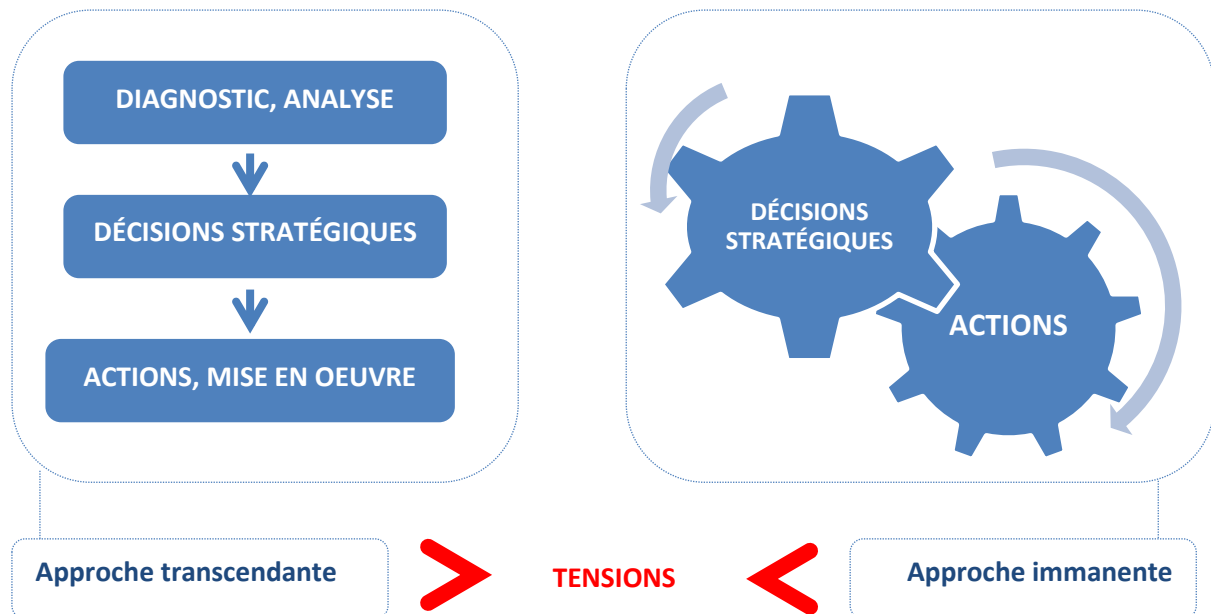 DIAGNOSTIC, ANALYSE
DÉCISIONS STRATÉGIQUES
ACTIONS, MISE EN OEUVRE
DÉCISIONS
STRATÉGIQUES
ACTIONS
Approche transcendante
TENSIONS
Approche immanente